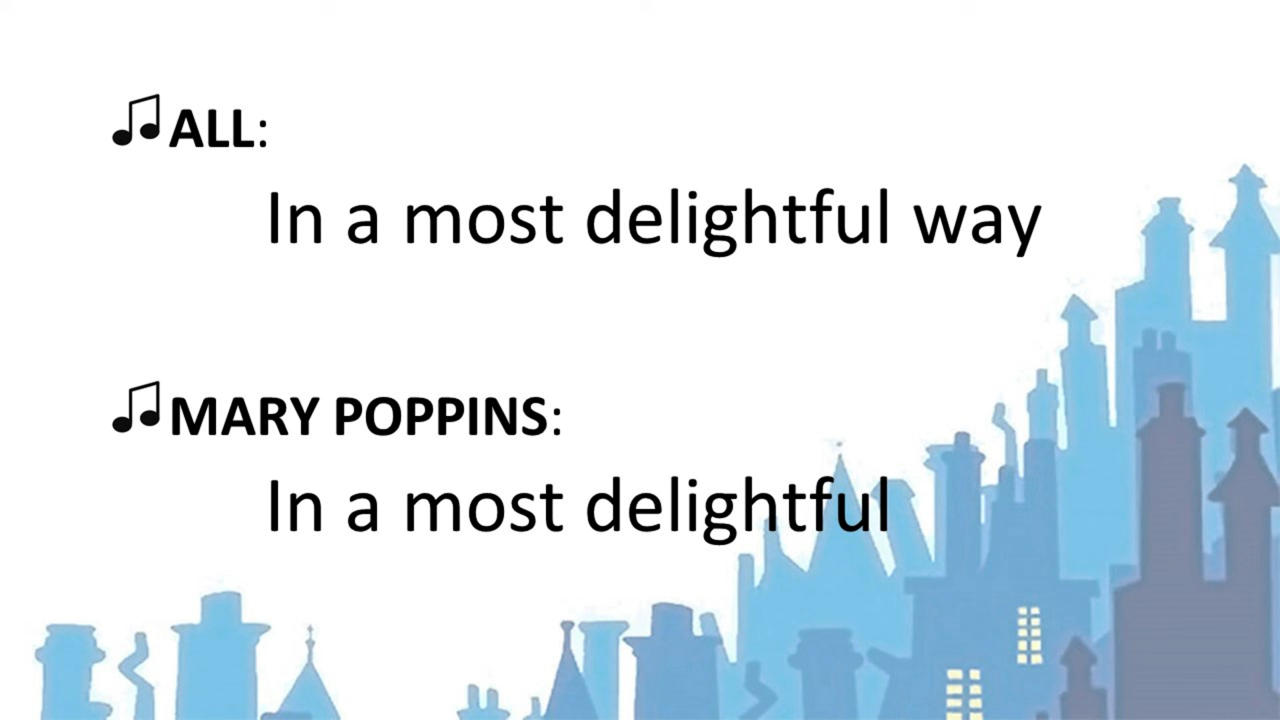 ♫ALL:
In a most delightful way
♫MARY POPPINS:
In a most delightful